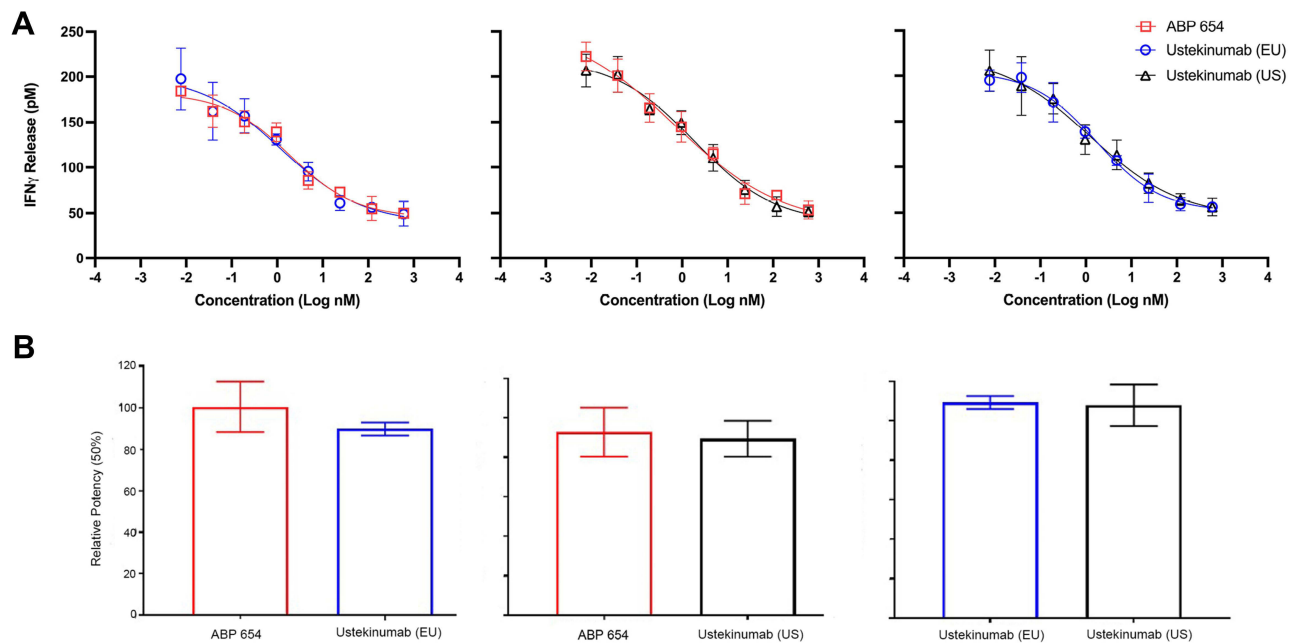 A
ABP 654
Ustekinumab (EU)
Ustekinumab (US)
IFNγ Release (pM)
250
200
150
100
50
0
-4 -3 -2 -1 0 1 2 3 4
-4 -3 -2 -1 0 1 2 3 4
-4 -3 -2 -1 0 1 2 3 4
Concentration (Log nM)
Concentration (Log nM)
Concentration (Log nM)
B
Relative Potency (50%)
120
100
80
60
40
20
0
ABP 654 Ustekinumab (EU)
ABP 654 Ustekinumab (US)
Ustekinumab (EU) Ustekinumab (US)